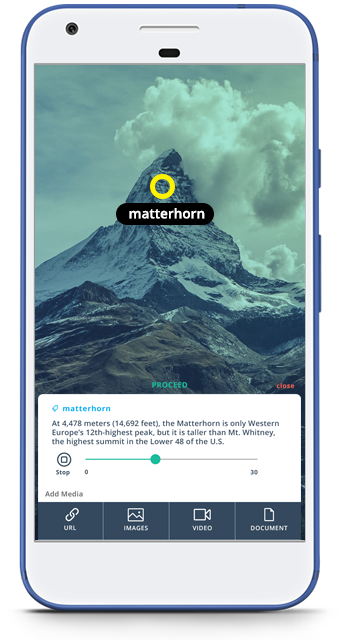 matterhorn
PROCEED
close
matterhorn
At 4,478 meters (14,692 feet), the Matterhorn is only Western
Europe's 12th-highest peak, but it is taller than Mt. Whitney,
the highest summit in the Lower 48 of the U.S.
Stop
0
30
Add Media
URL
IMAGES
VIDEO
DOCUMENT